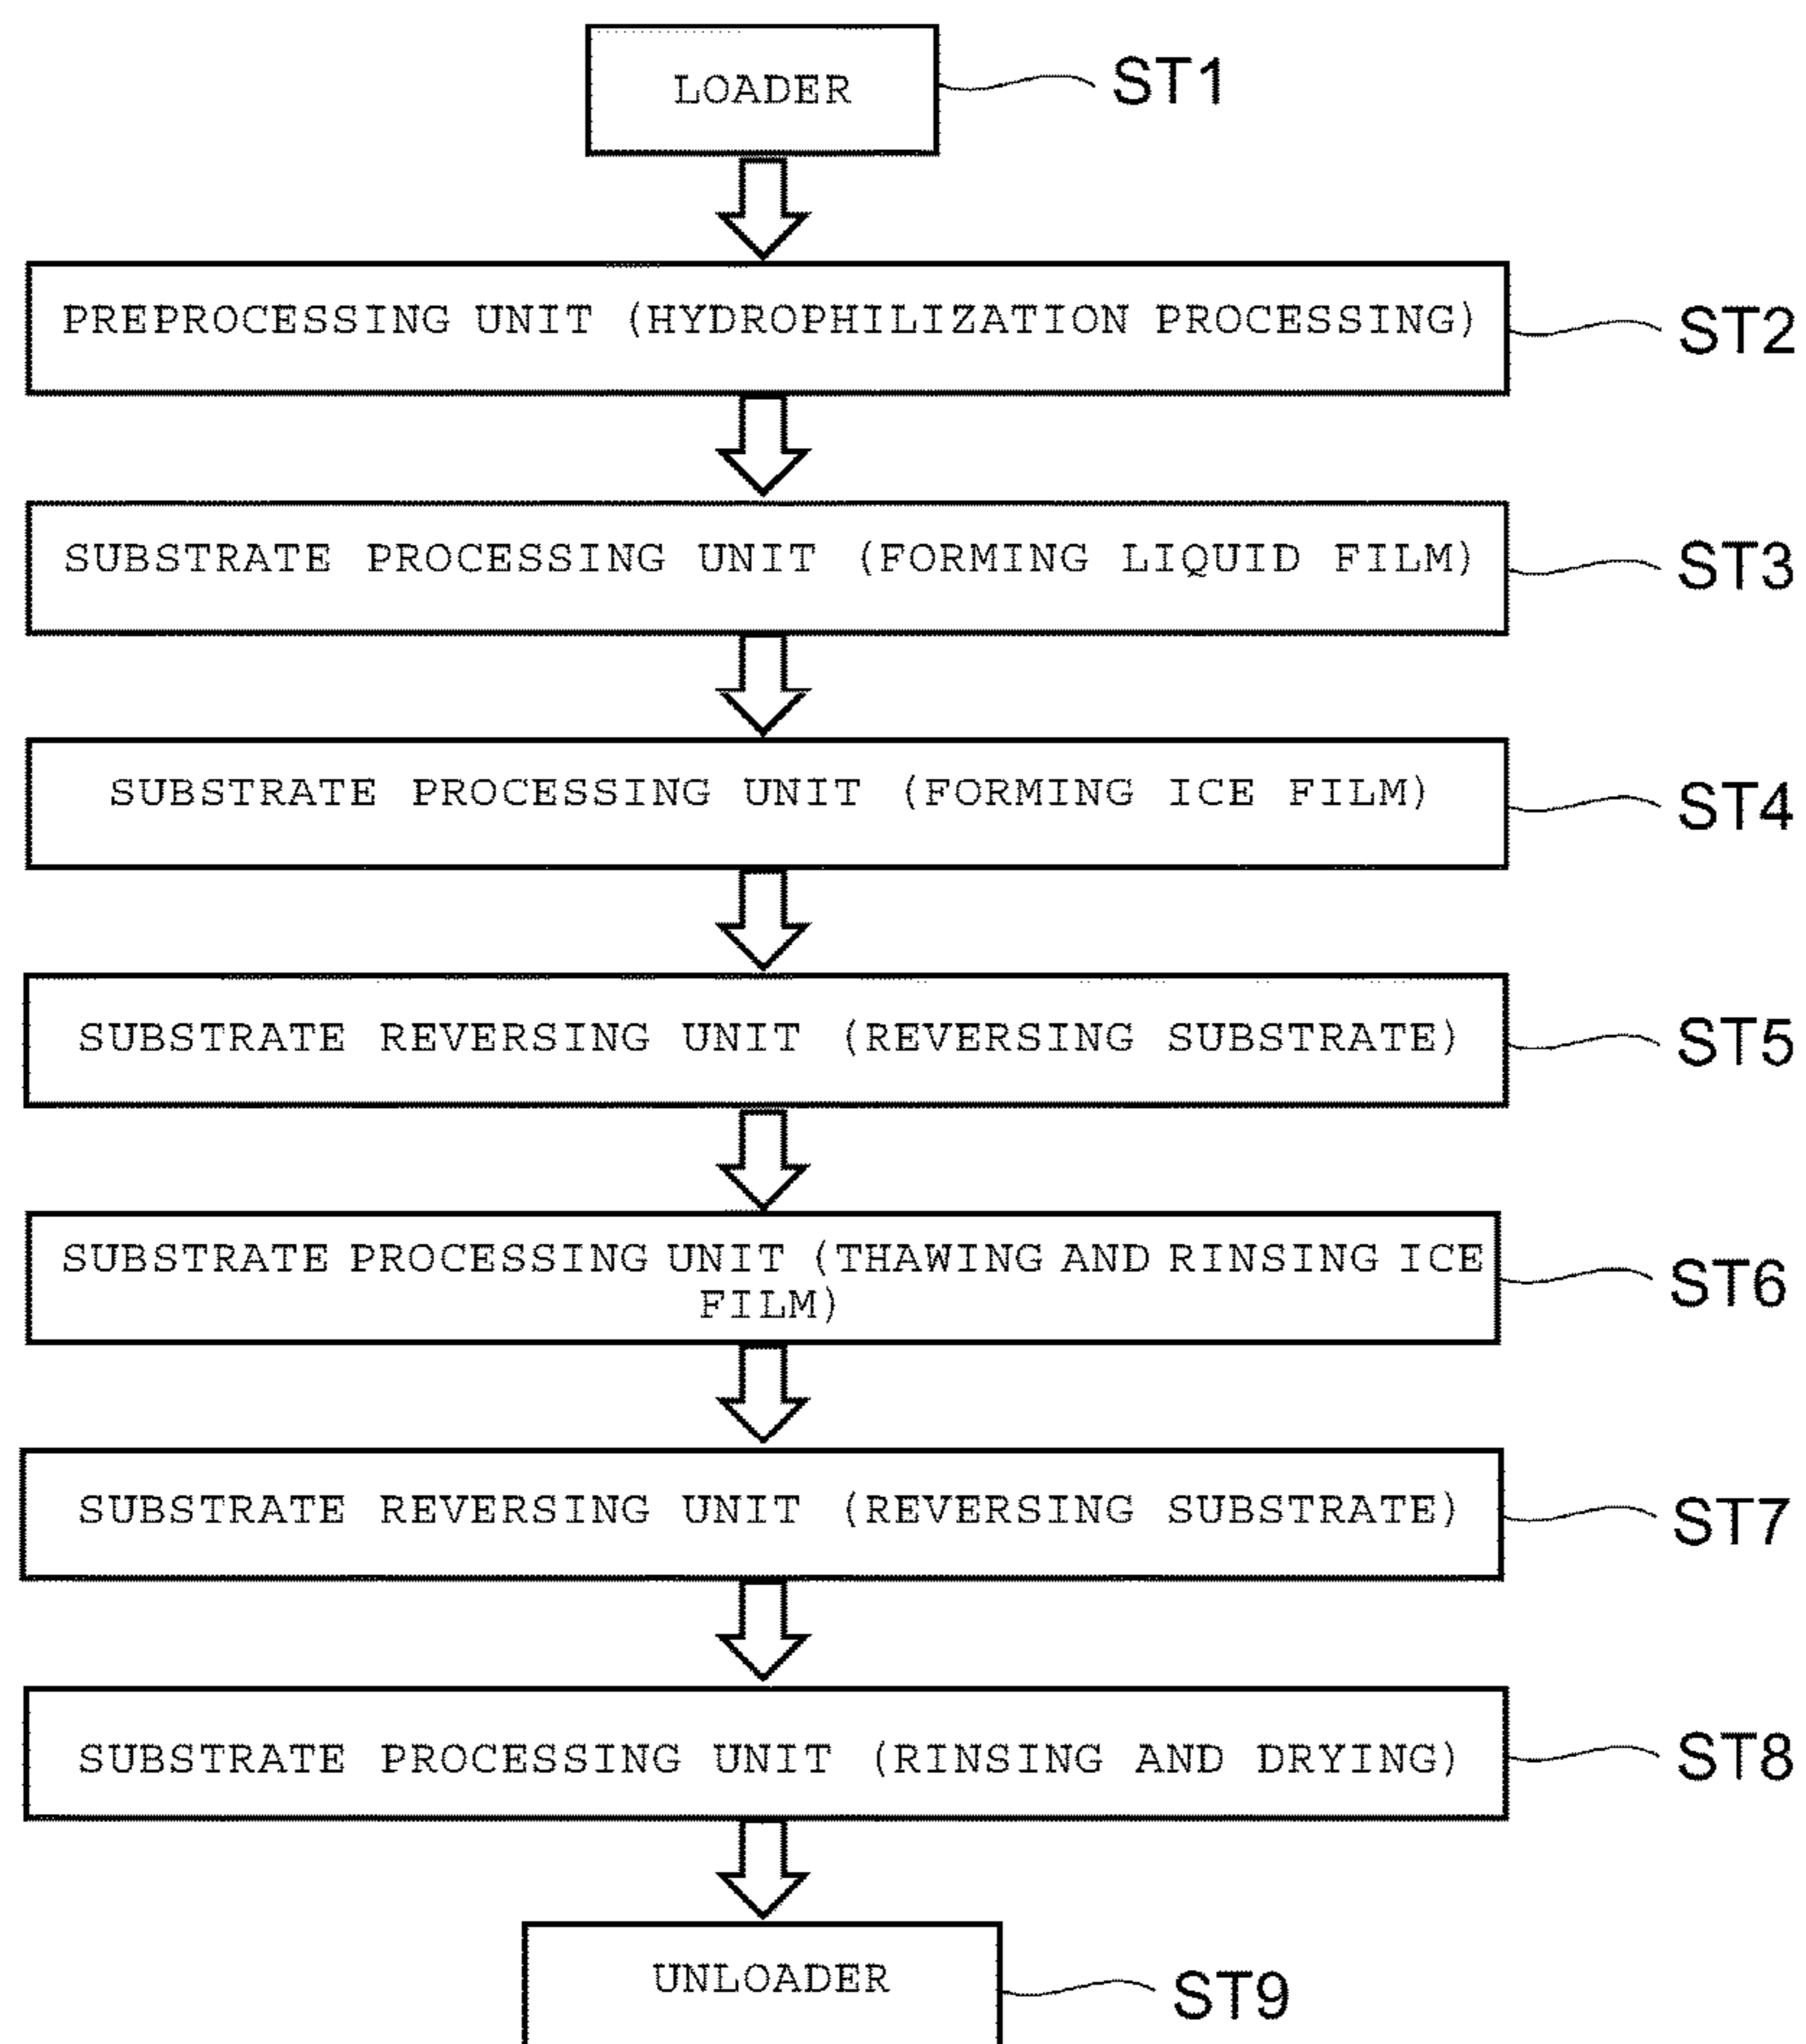 LOADER
ST1
PREPROCESSING UNIT (HYDROPHILIZATION PROCESSING)
ST2
SUBSTRATE PROCESSING UNIT (FORMING LIQUID FILM)
ST3
SUBSTRATE PROCESSING UNIT (FORMING ICE FILM)
ST4
SUBSTRATE REVERSING UNIT (REVERSING SUBSTRATE)
ST5
SUBSTRATE PROCESSING UNIT (THAWING AND RINSING ICE
FILM)
ST6
SUBSTRATE REVERSING UNIT (REVERSING SUBSTRATE)
ST7
SUBSTRATE PROCESSING UNIT (RINSING AND DRYING)
ST8
UNLOADER
ST9